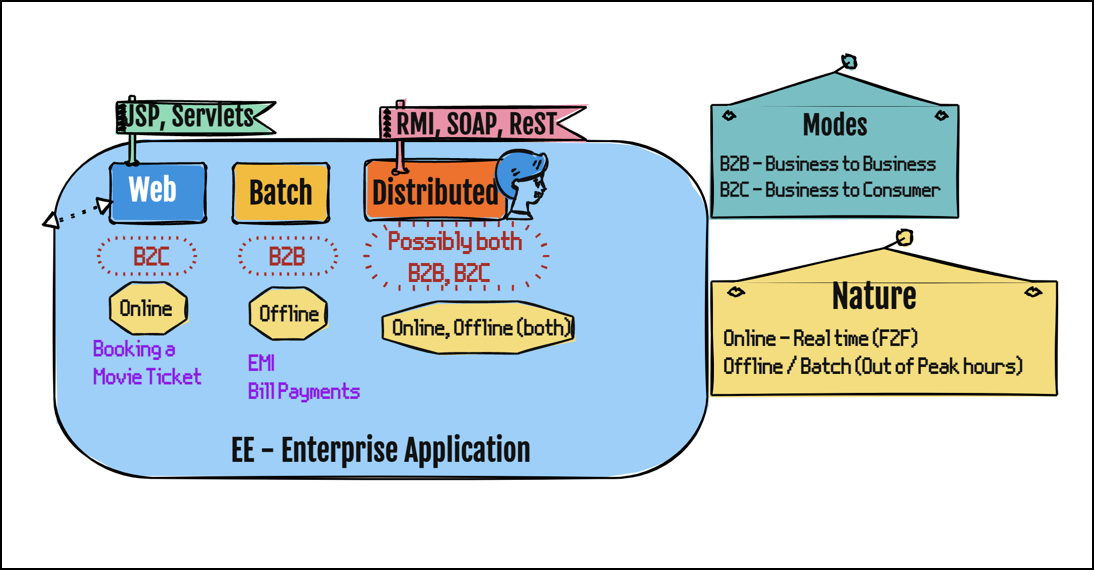 JSP, Servlets
RMI, SOAP, ReST
Web
Batch
Distributed
B2C
B2B
Possibly both
B2B, B2C
Online
Offline
Online, Offline (both)
Booking a
Movie Ticket
EMI
Bill Payments
EE - Enterprise Application
Modes
B2B - Business to Business
B2C - Business to Consumer
Nature
Online - Real time (F2F)
Offline / Batch (Out of Peak hours)